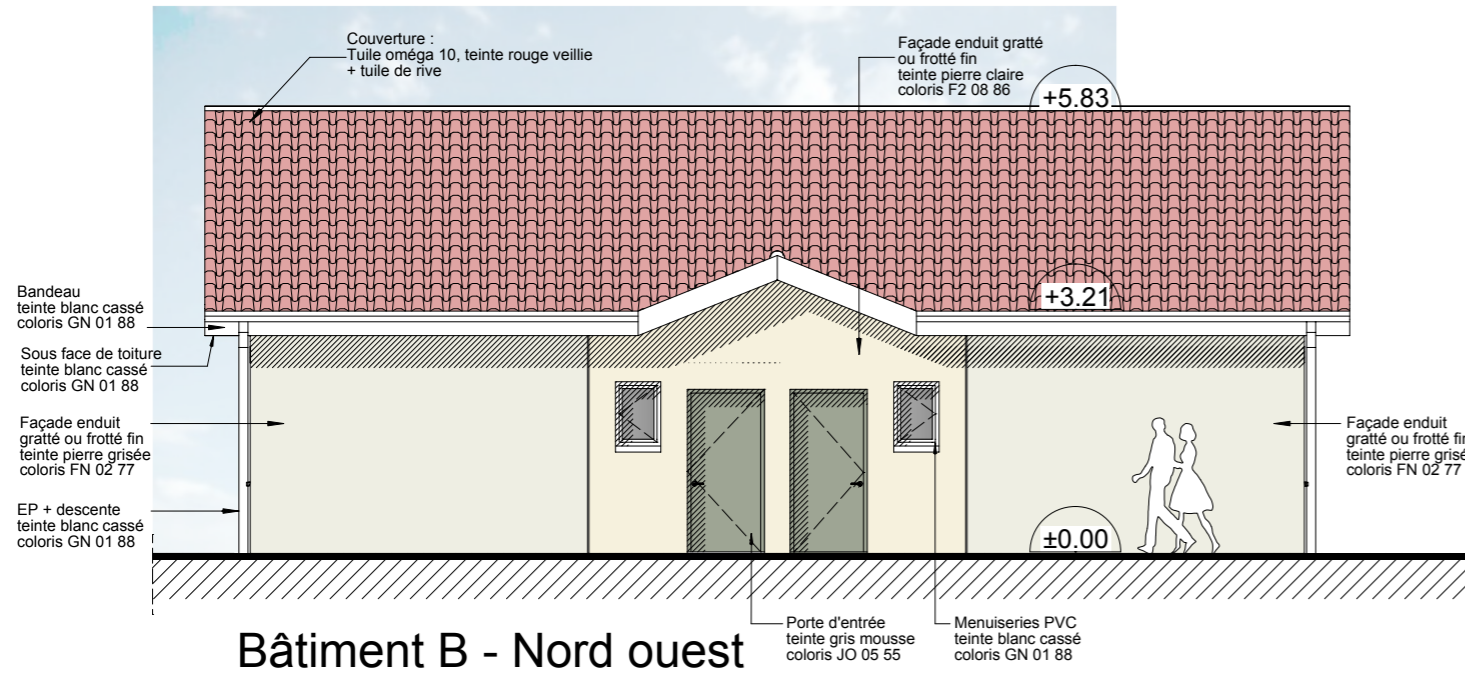 Couverture :
Tuile oméga 10, teinte rouge veillie
+ tuile de rive
Façade enduit gratté
ou frotté fin
teinte pierre claire
coloris F2 08 86
+5.83
+3.21
Bandeau
teinte blanc cassé
coloris GN 01 88
Sous face de toiture
teinte blanc cassé
coloris GN 01 88
Façade enduit
gratté ou frotté fin
teinte pierre grisée
coloris FN 02 77
Façade enduit
gratté ou frotté fin
teinte pierre grisé
coloris FN 02 77
EP + descente
teinte blanc cassé
coloris GN 01 88
±0.00
Porte d'entrée
teinte gris mousse
coloris JO 05 55
Menuiseries PVC
teinte blanc cassé
coloris GN 01 88
Bâtiment B - Nord ouest